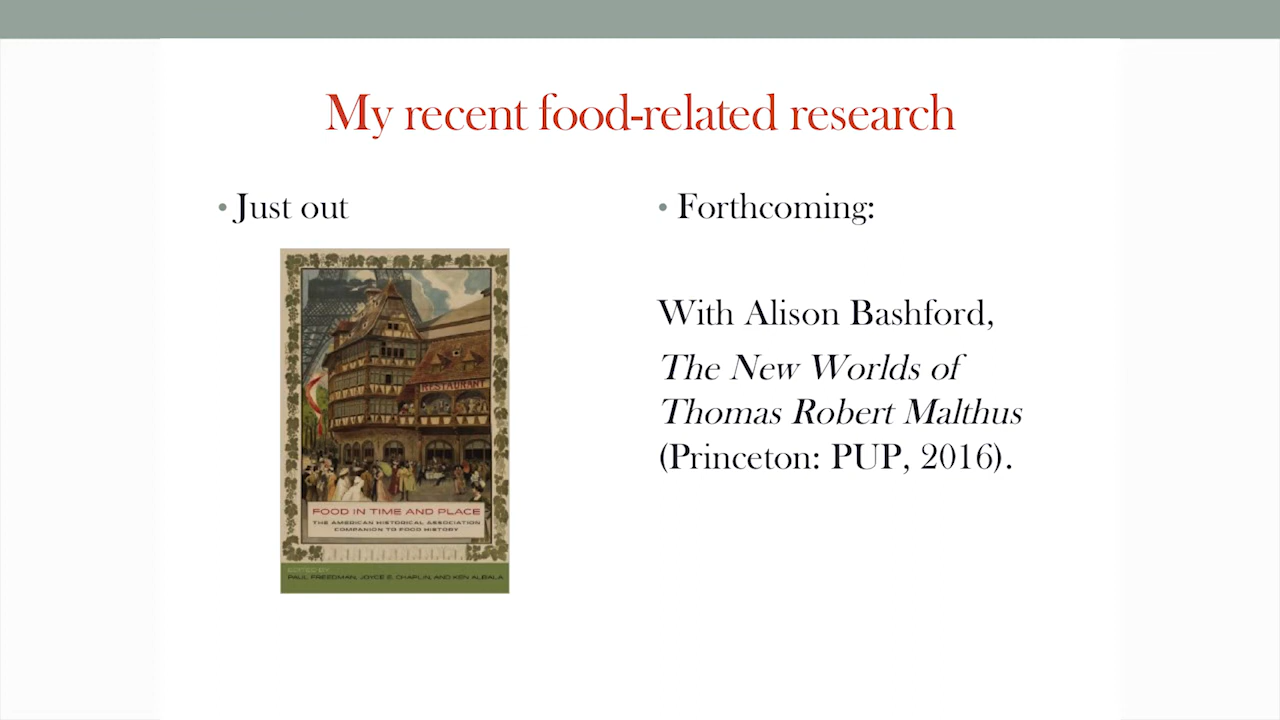 My recent food-related research
• Just out
RESTAURANT
FOOD IN TIME AND PLACE
THE AMERICAN HISTORICAL ASSOCIATION
COMPANION TO FOOD HISTORY
EDITED BY
PAUL FREEDMAN, JOYCE E. CHAPLIN, AND KEN ALBALA
• Forthcoming:
With Alison Bashford,
The New Worlds of
Thomas Robert Malthus
(Princeton: PUP, 2016).